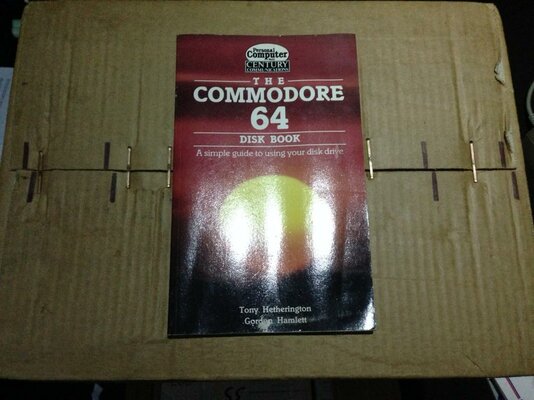 Personal
Computer
News
CENTURY
COMMUNICATIONS
THE
COMMODORE
64
DISK BOOK
A simple guide to using your disk drive
Tony Hetherington
Gordon Hamlett